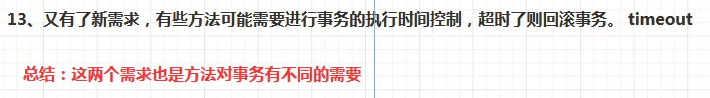 13、又有了新需求，有些方法可能需要进行事务的执行时间控制，超时了则回滚事务。 timeout
总结：这两个需求也是方法对事务有不同的需要